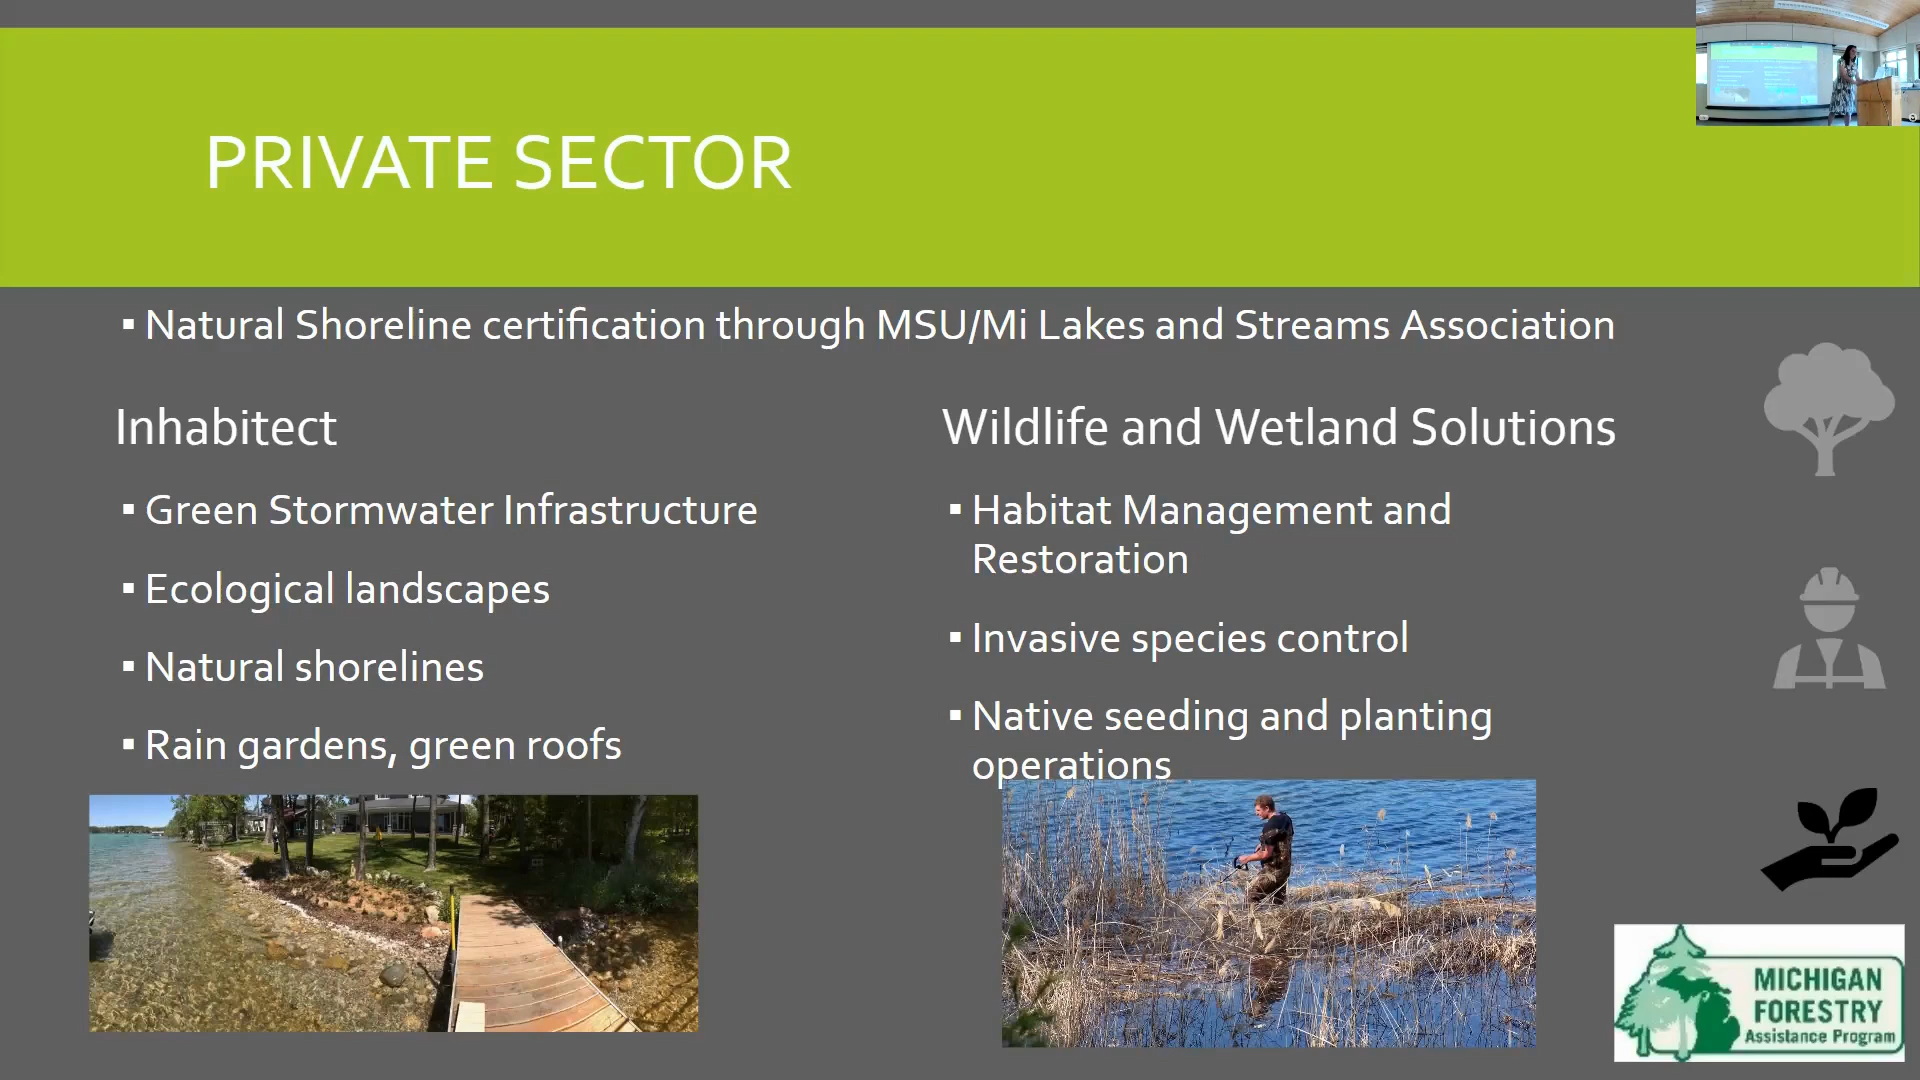 PRIVATE SECTOR
▪ Natural Shoreline certification through MSU/Mi Lakes and Streams Association
Inhabitect
▪ Green Stormwater Infrastructure
▪ Ecological landscapes
▪ Natural shorelines
▪ Rain gardens, green roofs
Wildlife and Wetland Solutions
▪ Habitat Management and
Restoration
▪ Invasive species control
▪ Native seeding and planting
operations
MICHIGAN
FORESTRY
Assistance Program